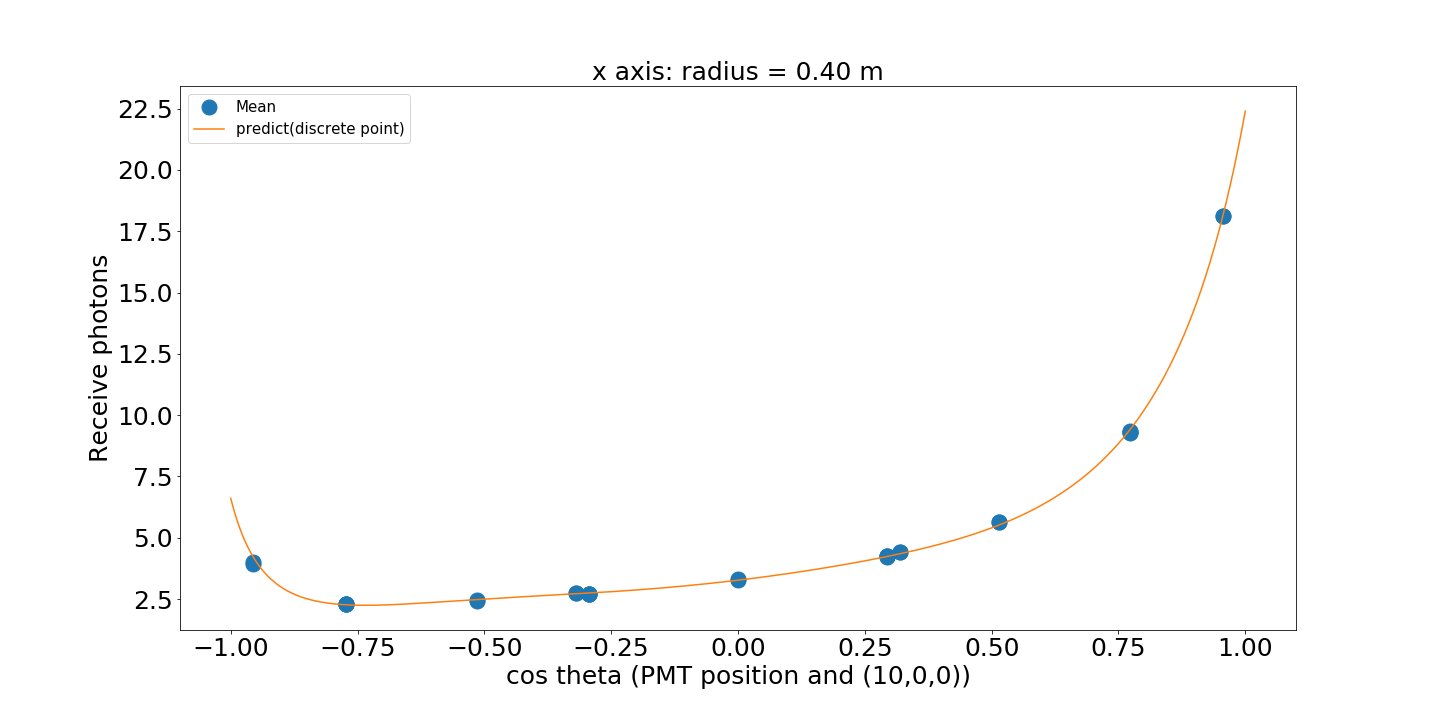 x axis: radius = 0.40 m
Mean
predict(discrete point)
Receive photons
22.5
20.0
17.5
15.0
12.5
10.0
7.5
5.0
2.5
−1.00 −0.75 −0.50 −0.25 0.00 0.25 0.50 0.75 1.00
cos theta (PMT position and (10,0,0))